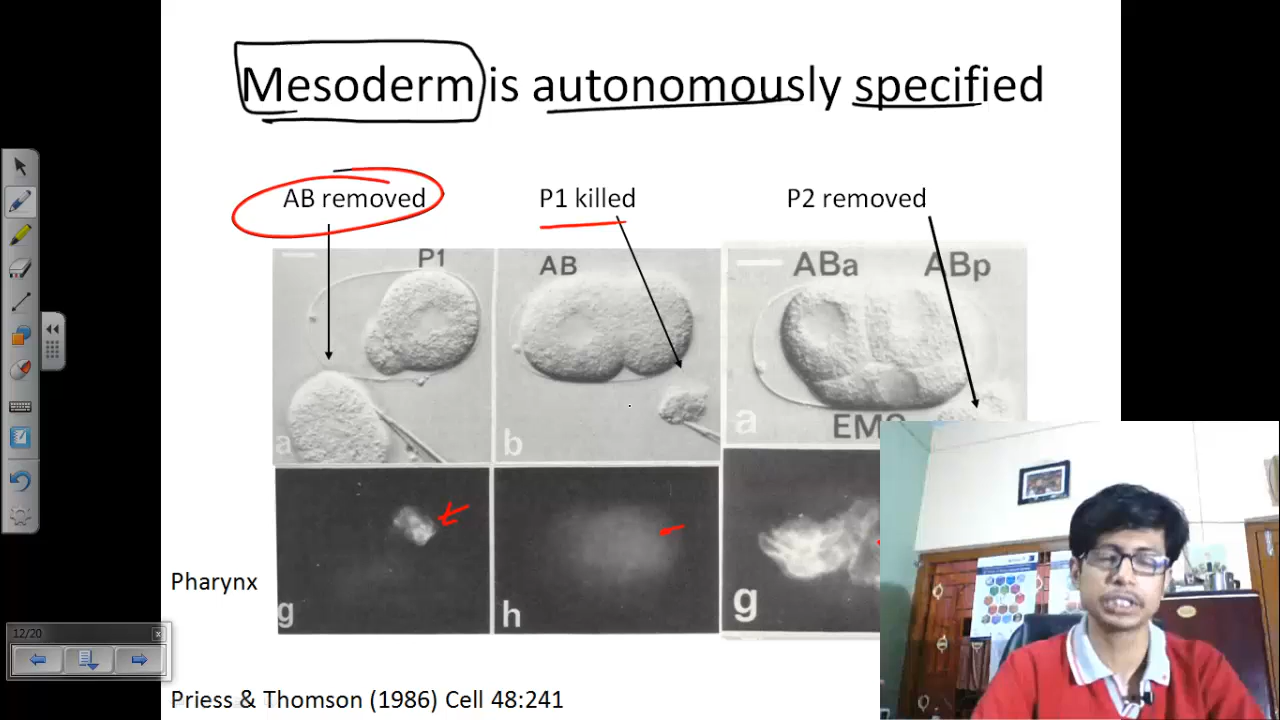 Mesoderm is autonomously specified
AB removed
P1 killed
P2 removed
P1
AB
ABa
ABp
a
b
a
EMS
Pharynx
g
h
g
12/20
Priess & Thomson (1986) Cell 48:241